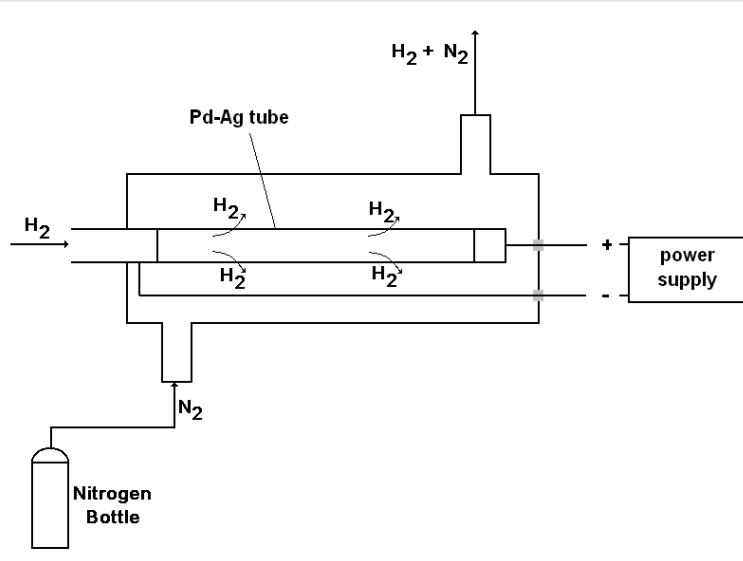 H2 + N2
Pd-Ag tube
H2
H2
H2
H2
H2
+
power
supply
-
N2
Nitrogen
Bottle